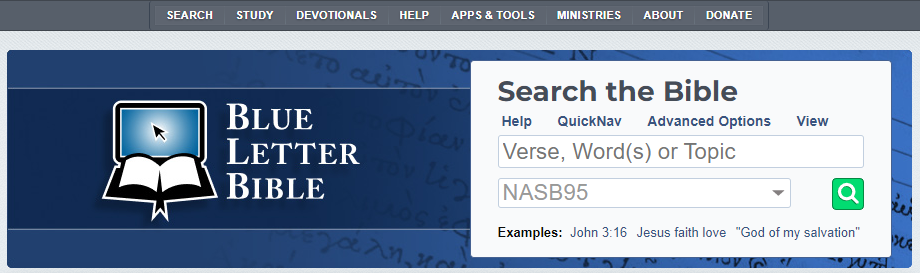 SEARCH STUDY DEVOTIONALS HELP APPS & TOOLS MINISTRIES ABOUT DONATE
BLUE
LETTER
BIBLE
Search the Bible
Help QuickNav Advanced Options View
Verse, Word(s) or Topic
NASB95
Examples: John 3:16 Jesus faith love "God of my salvation"